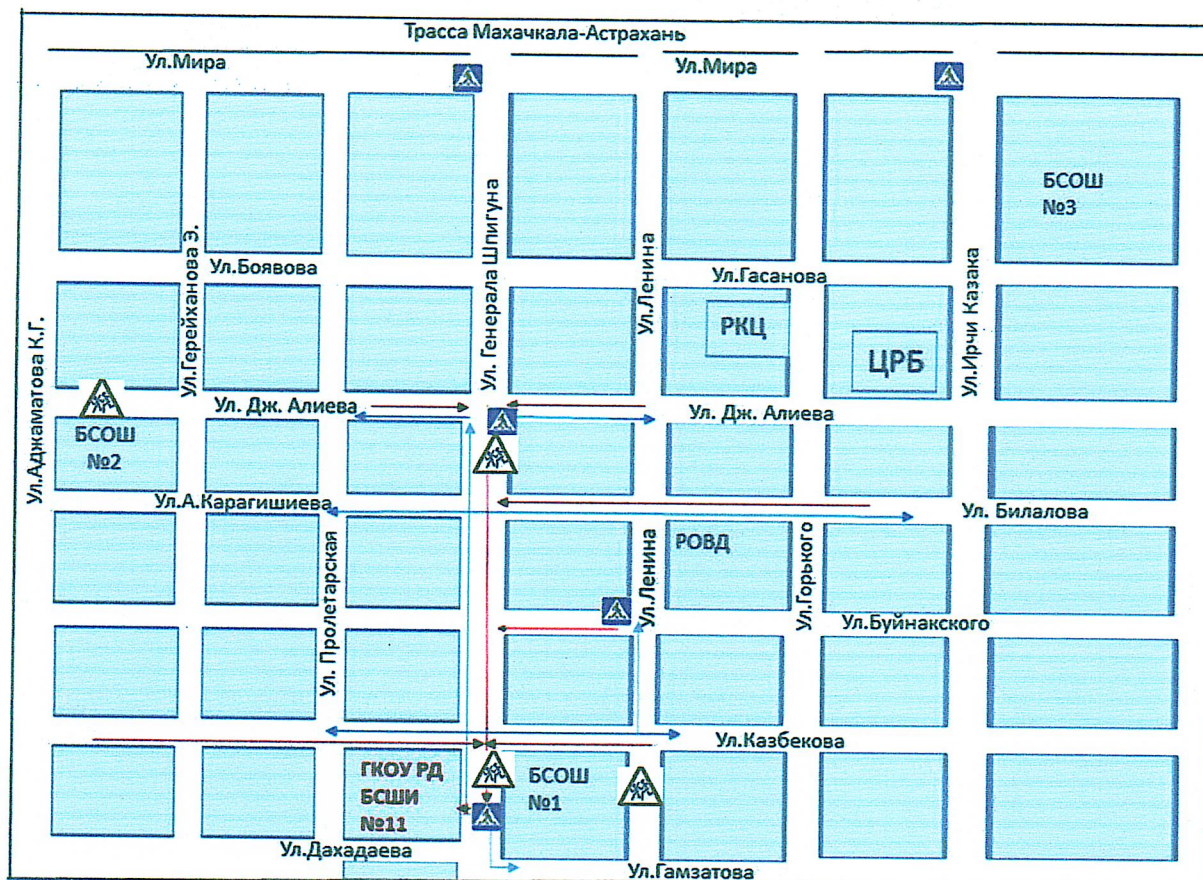 Трасса Махачкала-Астрахань
Ул.Мира
Ул.Мира
БСОШ
№3
Ул.Аджаматова К.Г.
Ул.Герейханова Э.
Ул. Генерала Шпигуна
Ул.Ленина
Ул.Ирчи Казака
Ул.Боявова
Ул.Гасанова
РКЦ
ЦРБ
Ул. Дж. Алиева
Ул. Дж. Алиева
БСОШ
№2
Ул.А.Карагишиева
Ул. Билалова
Ул. Пролетарская
Ул.Ленина
РОВД
Ул.Горького
Ул.Буйнакского
Ул.Казбекова
ГКОУ РД
БСШИ
№11
БСОШ
№1
Ул.Дахадаева
Ул.Гамзатова